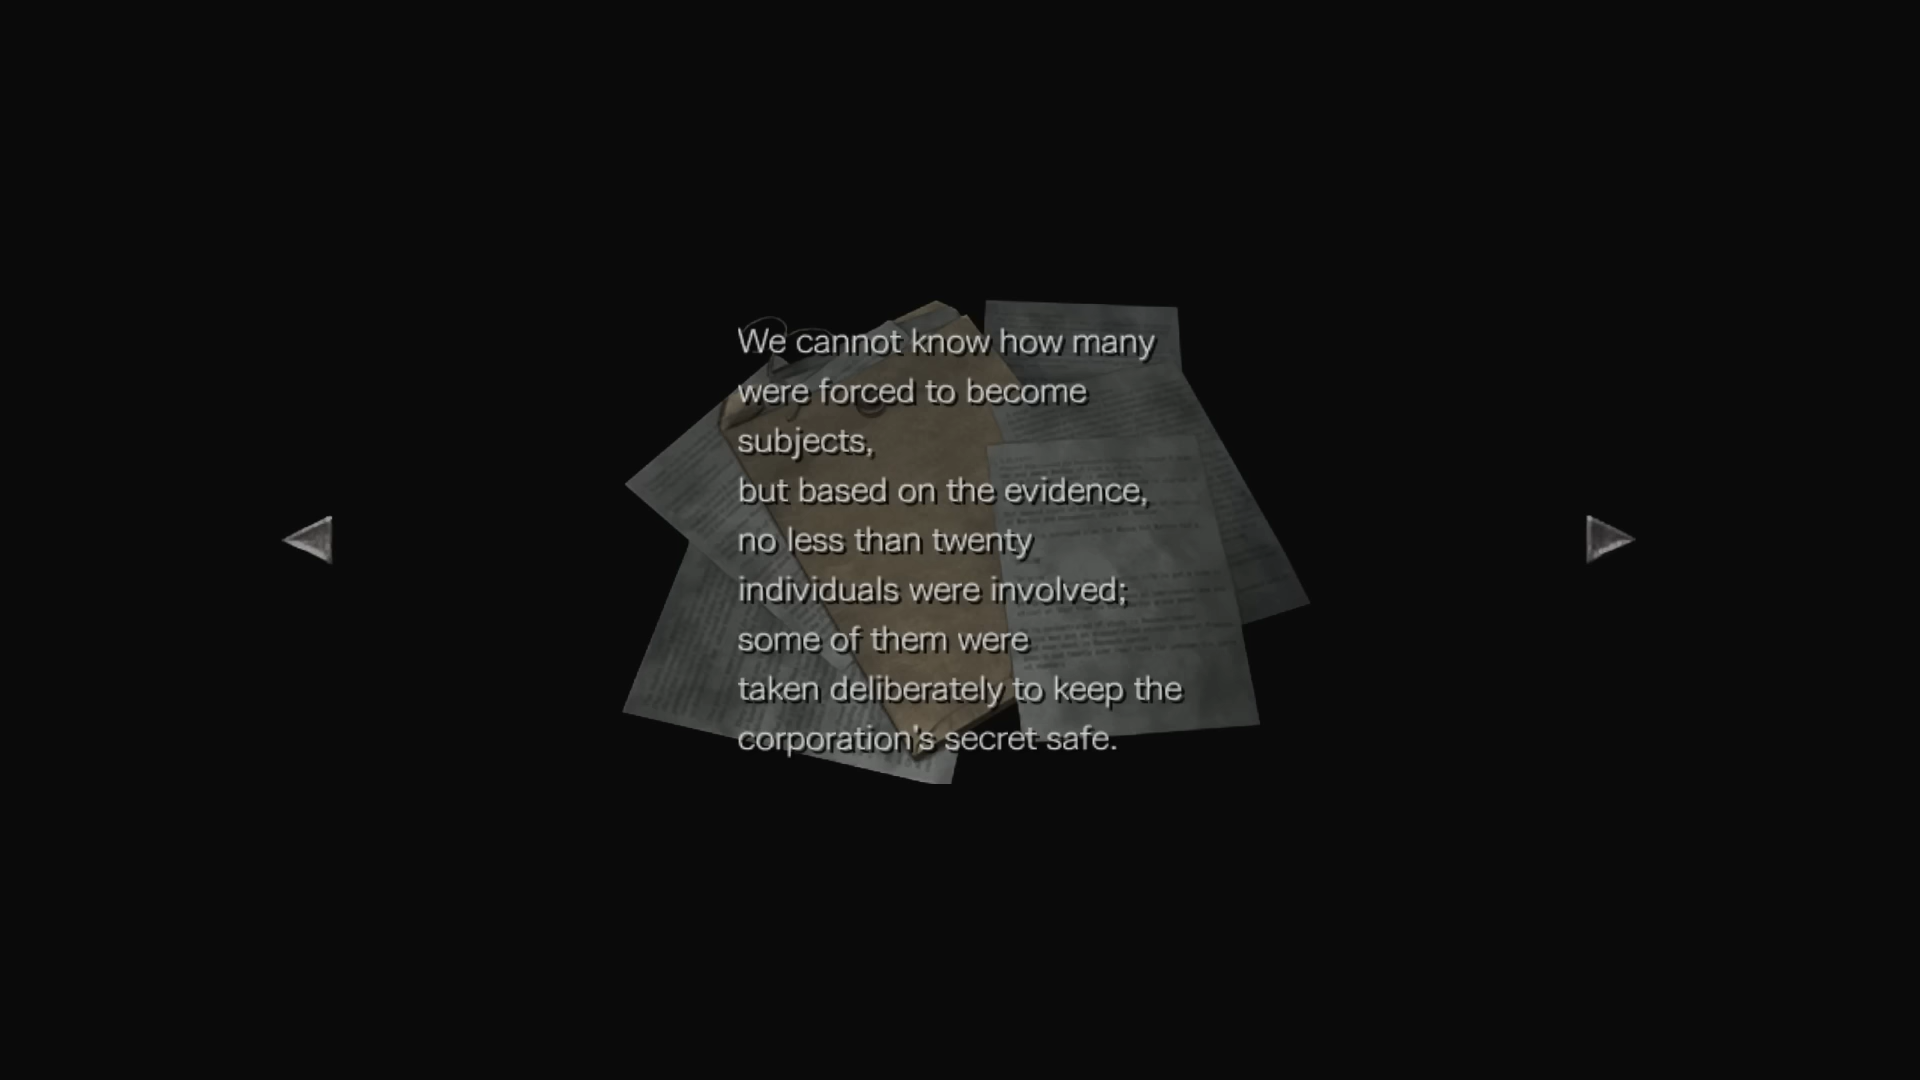 We cannot know how many
were forced to become
subjects,
but based on the evidence,
no less than twenty
individuals were involved;
some of them were
taken deliberately to keep the
corporation's secret safe.